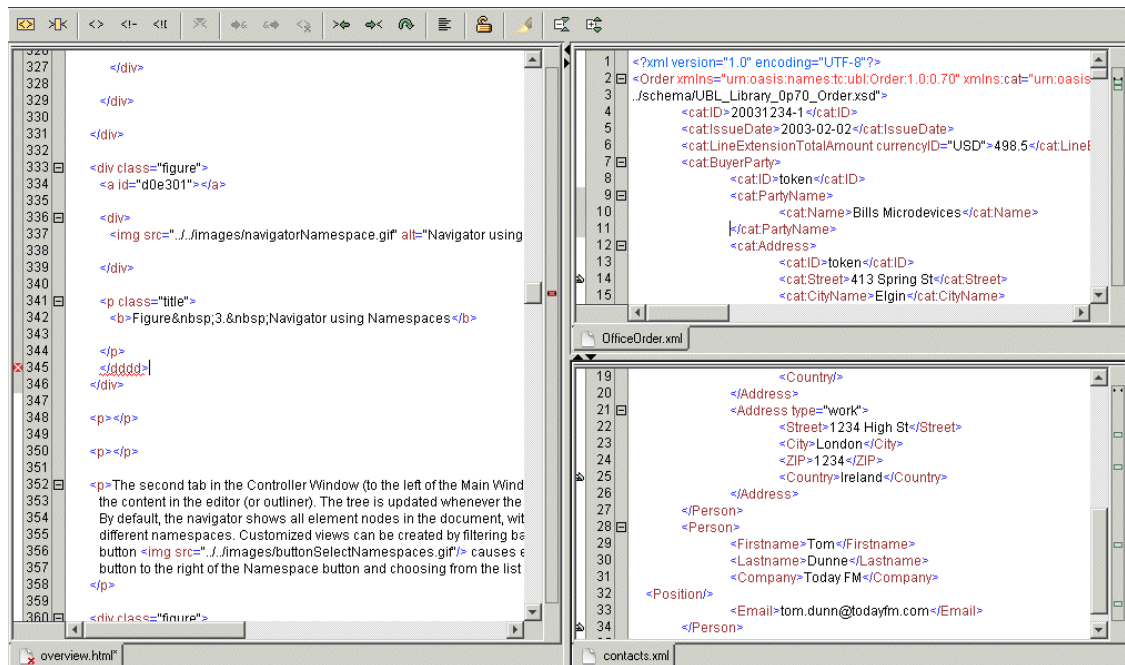 327 </div>
328
329 </div>
330
331 </div>
332
333 <div class="figure">
334 <a id="d0e301"></a>
335
336 <div>
337 <img src="../../images/navigatorNamespace.gif" alt="Navigator using
338
339 </div>
340
341 <p class="title">
342 <b>Figure&nbsp;3.&nbsp;Navigator using Namespaces</b>
343
344 </p>
345 </dddd>
346 </div>
347
348 <p></p>
349
350 <p></p>
351
352 <p>The second tab in the Controller Window (to the left of the Main Wind
353 the content in the editor (or outliner). The tree is updated whenever the
354 By default, the navigator shows all element nodes in the document, wit
355 different namespaces. Customized views can be created by filtering ba
356 button <img src="../../images/buttonSelectNamespaces.gif"/> causes e
357 button to the right of the Namespace button and choosing from the list
358 </p>
359
360 <div class="figure">
overview.html*
1 <?xml version="1.0" encoding="UTF-8"?>
2 <Order xmlns="urn:oasis:names:tc:ubl:Order:1.0:0.70" xmlns:cat="urn:oasis
3 ../schema/UBL_Library_0p70_Order.xsd">
4 <cat:ID>20031234-1</cat:ID>
5 <cat:IssueDate>2003-02-02</cat:IssueDate>
6 <cat:LineExtensionTotalAmount currencyID="USD">498.5</cat:LineE
7 <cat:BuyerParty>
8 <cat:ID>token</cat:ID>
9 <cat:PartyName>
10 <cat:Name>Bills Microdevices</cat:Name>
11 </cat:PartyName>
12 <cat:Address>
13 <cat:ID>token</cat:ID>
14 <cat:Street>413 Spring St</cat:Street>
15 <cat:CityName>Elgin</cat:CityName>
OfficeOrder.xml
19 <Country/>
20 </Address>
21 <Address type="work">
22 <Street>1234 High St</Street>
23 <City>London</City>
24 <ZIP>1234</ZIP>
25 <Country>Ireland</Country>
26 </Address>
27 </Person>
28 <Person>
29 <Firstname>Tom</Firstname>
30 <Lastname>Dunne</Lastname>
31 <Company>Today FM</Company>
32 <Position/>
33 <Email>tom.dunn@todayfm.com</Email>
34 </Person>
contacts.xml